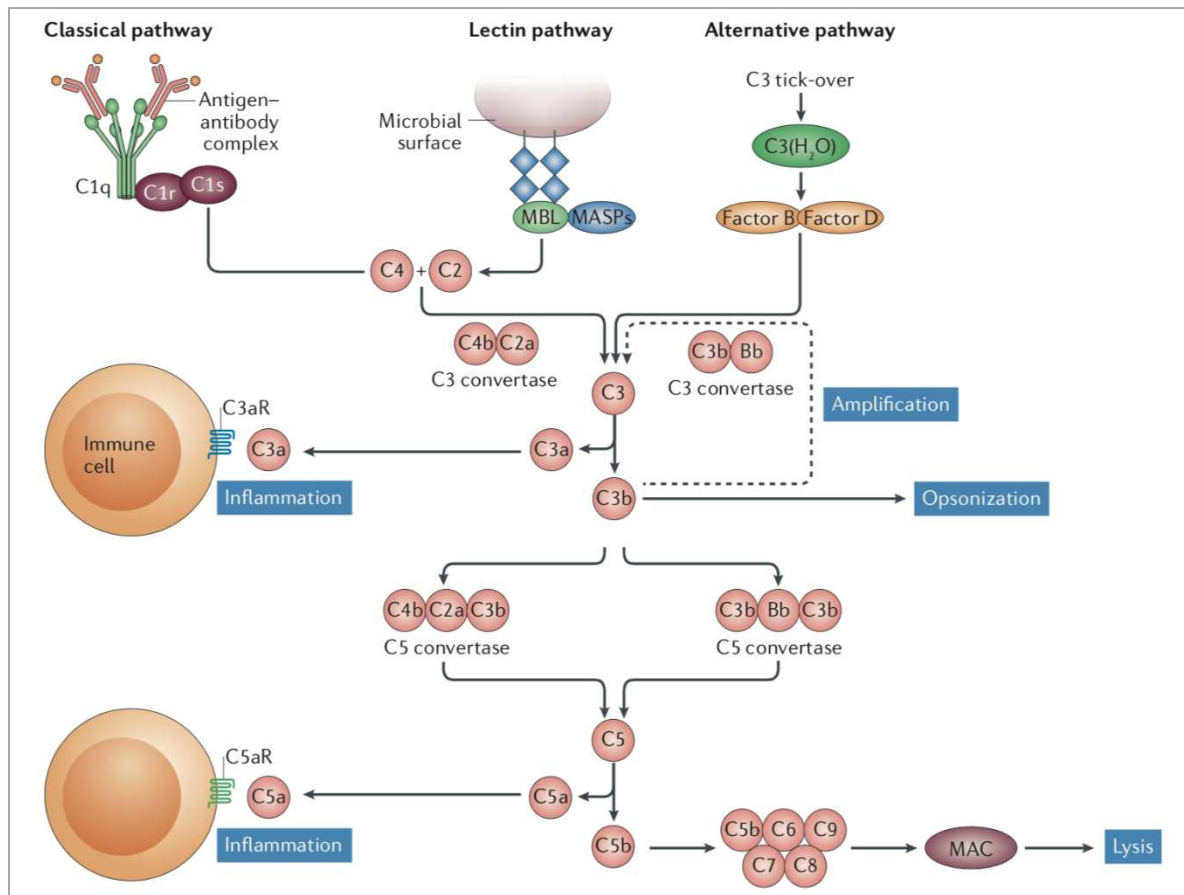 Classical pathway
Lectin pathway
Alternative pathway
Antigen–
antibody
complex
C1q
C1r
C1s
Microbial
surface
MBL
MASPs
C3 tick-over
C3(H₂O)
Factor B
Factor D
C4 + C2
C4b C2a
C3 convertase
C3b Bb
C3 convertase
Amplification
C3
C3aR
Immune
cell
C3a
C3a
Inflammation
C3b
Opsonization
C4b C2a C3b
C5 convertase
C3b Bb C3b
C5 convertase
C5
C5aR
C5a
C5a
Inflammation
C5b
C5b C6 C9
C7 C8
MAC
Lysis